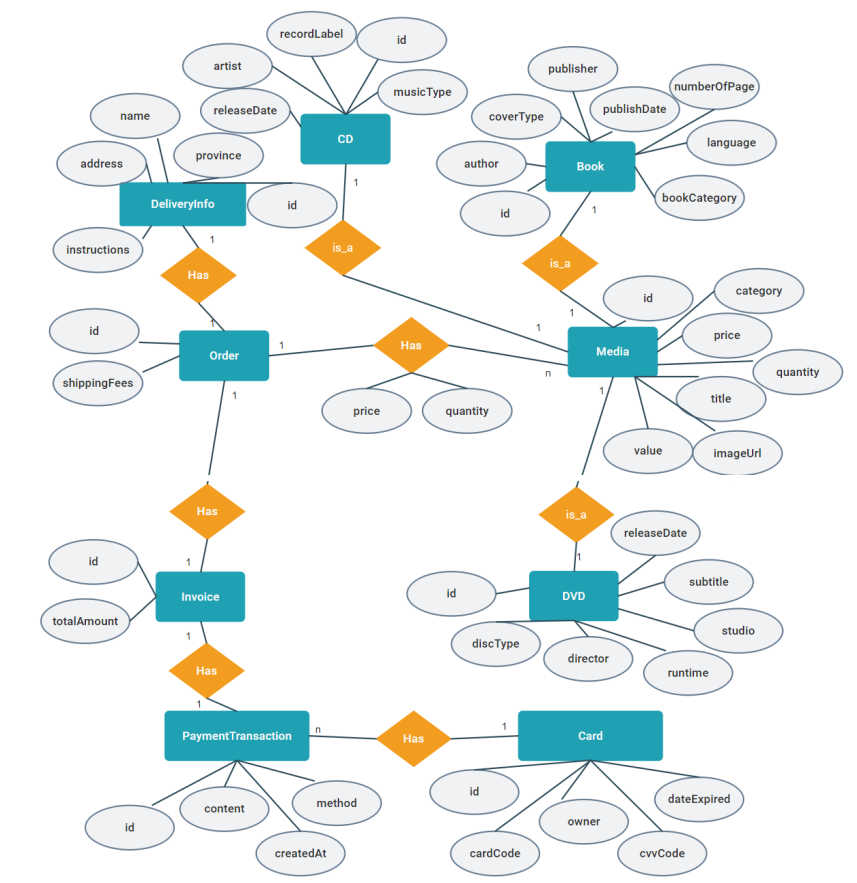 recordLabel
id
artist
musicType
releaseDate
CD
1
is_a
1
publisher
numberOfPage
publishDate
coverType
language
author
Book
bookCategory
id
1
is_a
1
name
province
address
DeliveryInfo
id
instructions
1
Has
1
id
Order
shippingFees
1
1
Has
n
price
quantity
id
category
price
Media
quantity
title
value
imageUrl
1
is_a
1
releaseDate
id
DVD
subtitle
studio
discType
director
runtime
Has
1
id
Invoice
totalAmount
1
Has
1
PaymentTransaction
n
Has
1
Card
id
content
method
createdAt
id
dateExpired
owner
cardCode
cvvCode